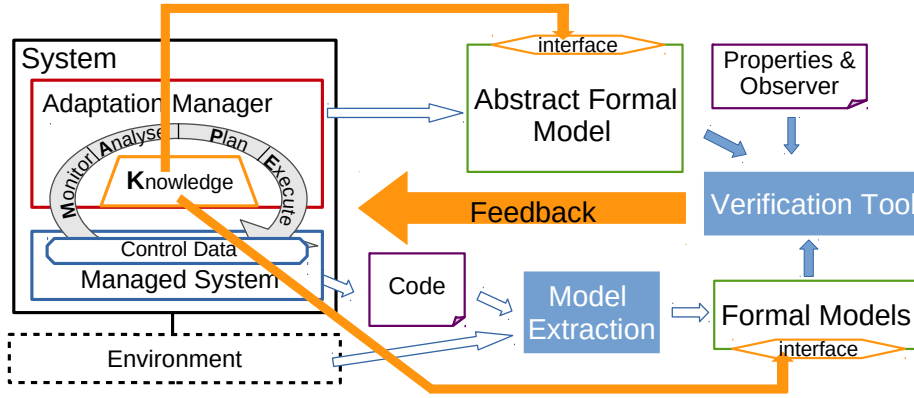 System
Adaptation Manager
Monitor
Analyse
Plan
Execute
Knowledge
Control Data
Managed System
Environment
interface
Abstract Formal
Model
Properties &
Observer
Feedback
Verification Tool
Code
Model
Extraction
Formal Models
interface